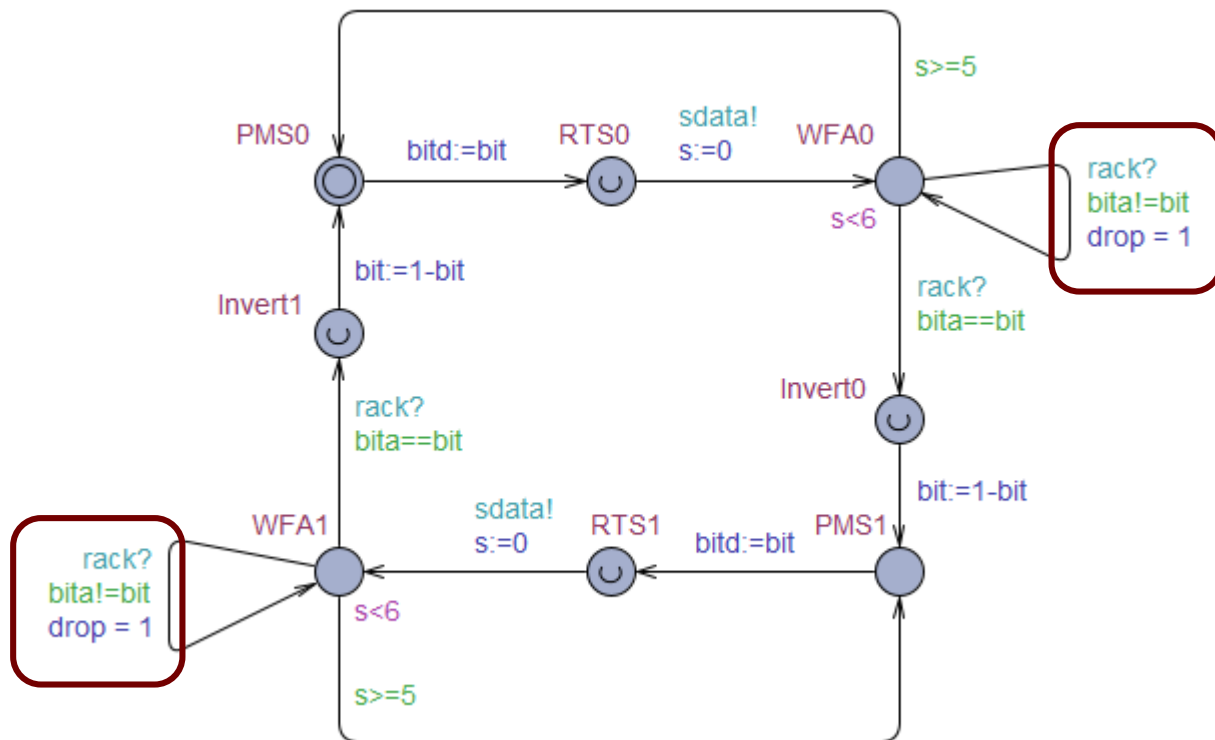 s>=5
PMS0
bitd:=bit
RTS0
sdata!
s:=0
WFA0
s<6
rack?
bita!=bit
drop = 1
bit:=1-bit
Invert1
rack?
bita==bit
Invert0
rack?
bita==bit
bit:=1-bit
WFA1
sdata!
s:=0
RTS1
bitd:=bit
PMS1
rack?
bita!=bit
drop = 1
s<6
s>=5